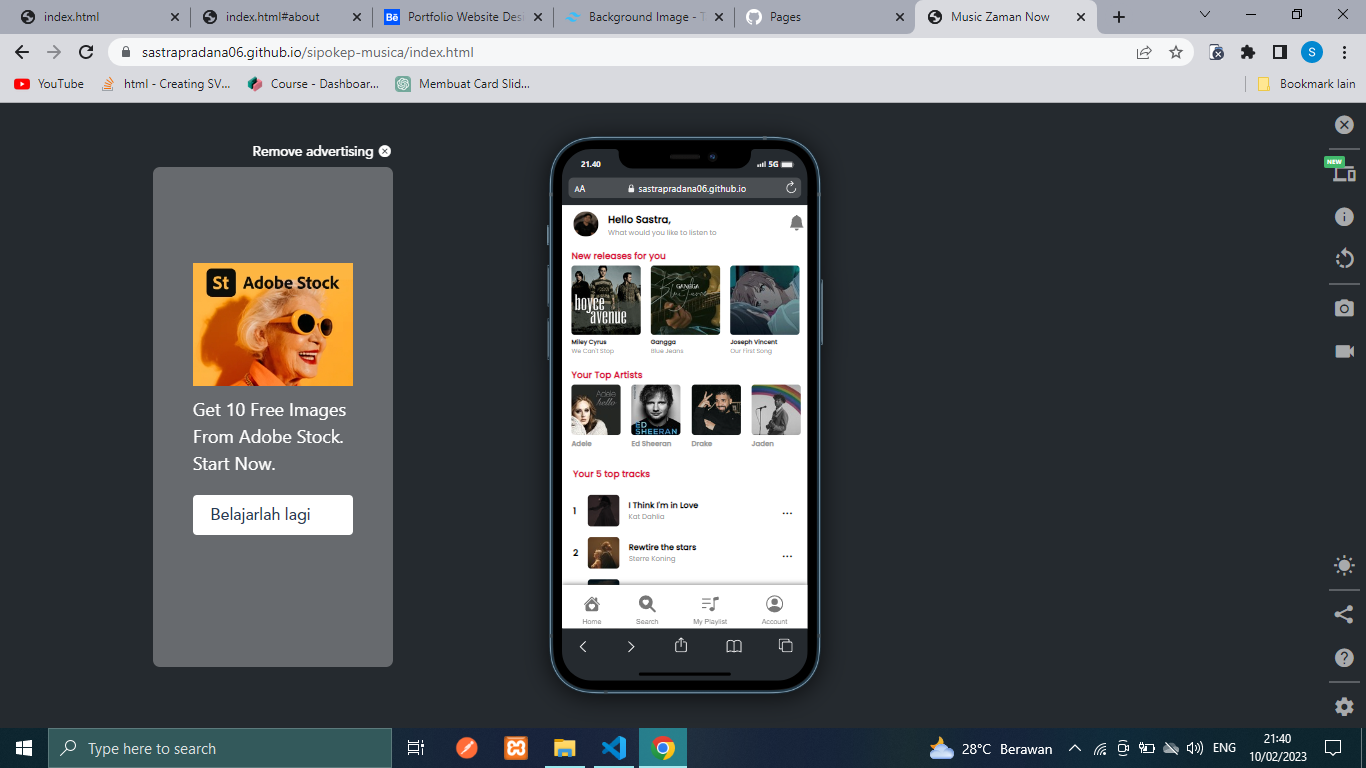 index.html
index.html#about
Portfolio Website Des
Background Image - T
Pages
Music Zaman Now
sastrapradana06.github.io/sipokep-musica/index.html
S
YouTube
html - Creating SV...
Course - Dashboar...
Membuat Card Slid...
Bookmark lain
Remove advertising
St Adobe Stock
Get 10 Free Images
From Adobe Stock.
Start Now.
Belajarlah lagi
21.40
5G
AA
sastrapradana06.github.io
Hello Sastra,
What would you like to listen to
New releases for you
boyce
avenue
GANGGA
Miley Cyrus
We Can't Stop
Gangga
Blue Jeans
Joseph Vincent
Our First Song
Your Top Artists
Adele
hello
ED
SHEERAN
Adele
Ed Sheeran
Drake
Jaden
Your 5 top tracks
1
I Think I'm in Love
Kat Dahlia
...
2
Rewtire the stars
Sterre Koning
...
Home
Search
My Playlist
Account
NEW
Type here to search
28°C Berawan
ENG
21:40
10/02/2023